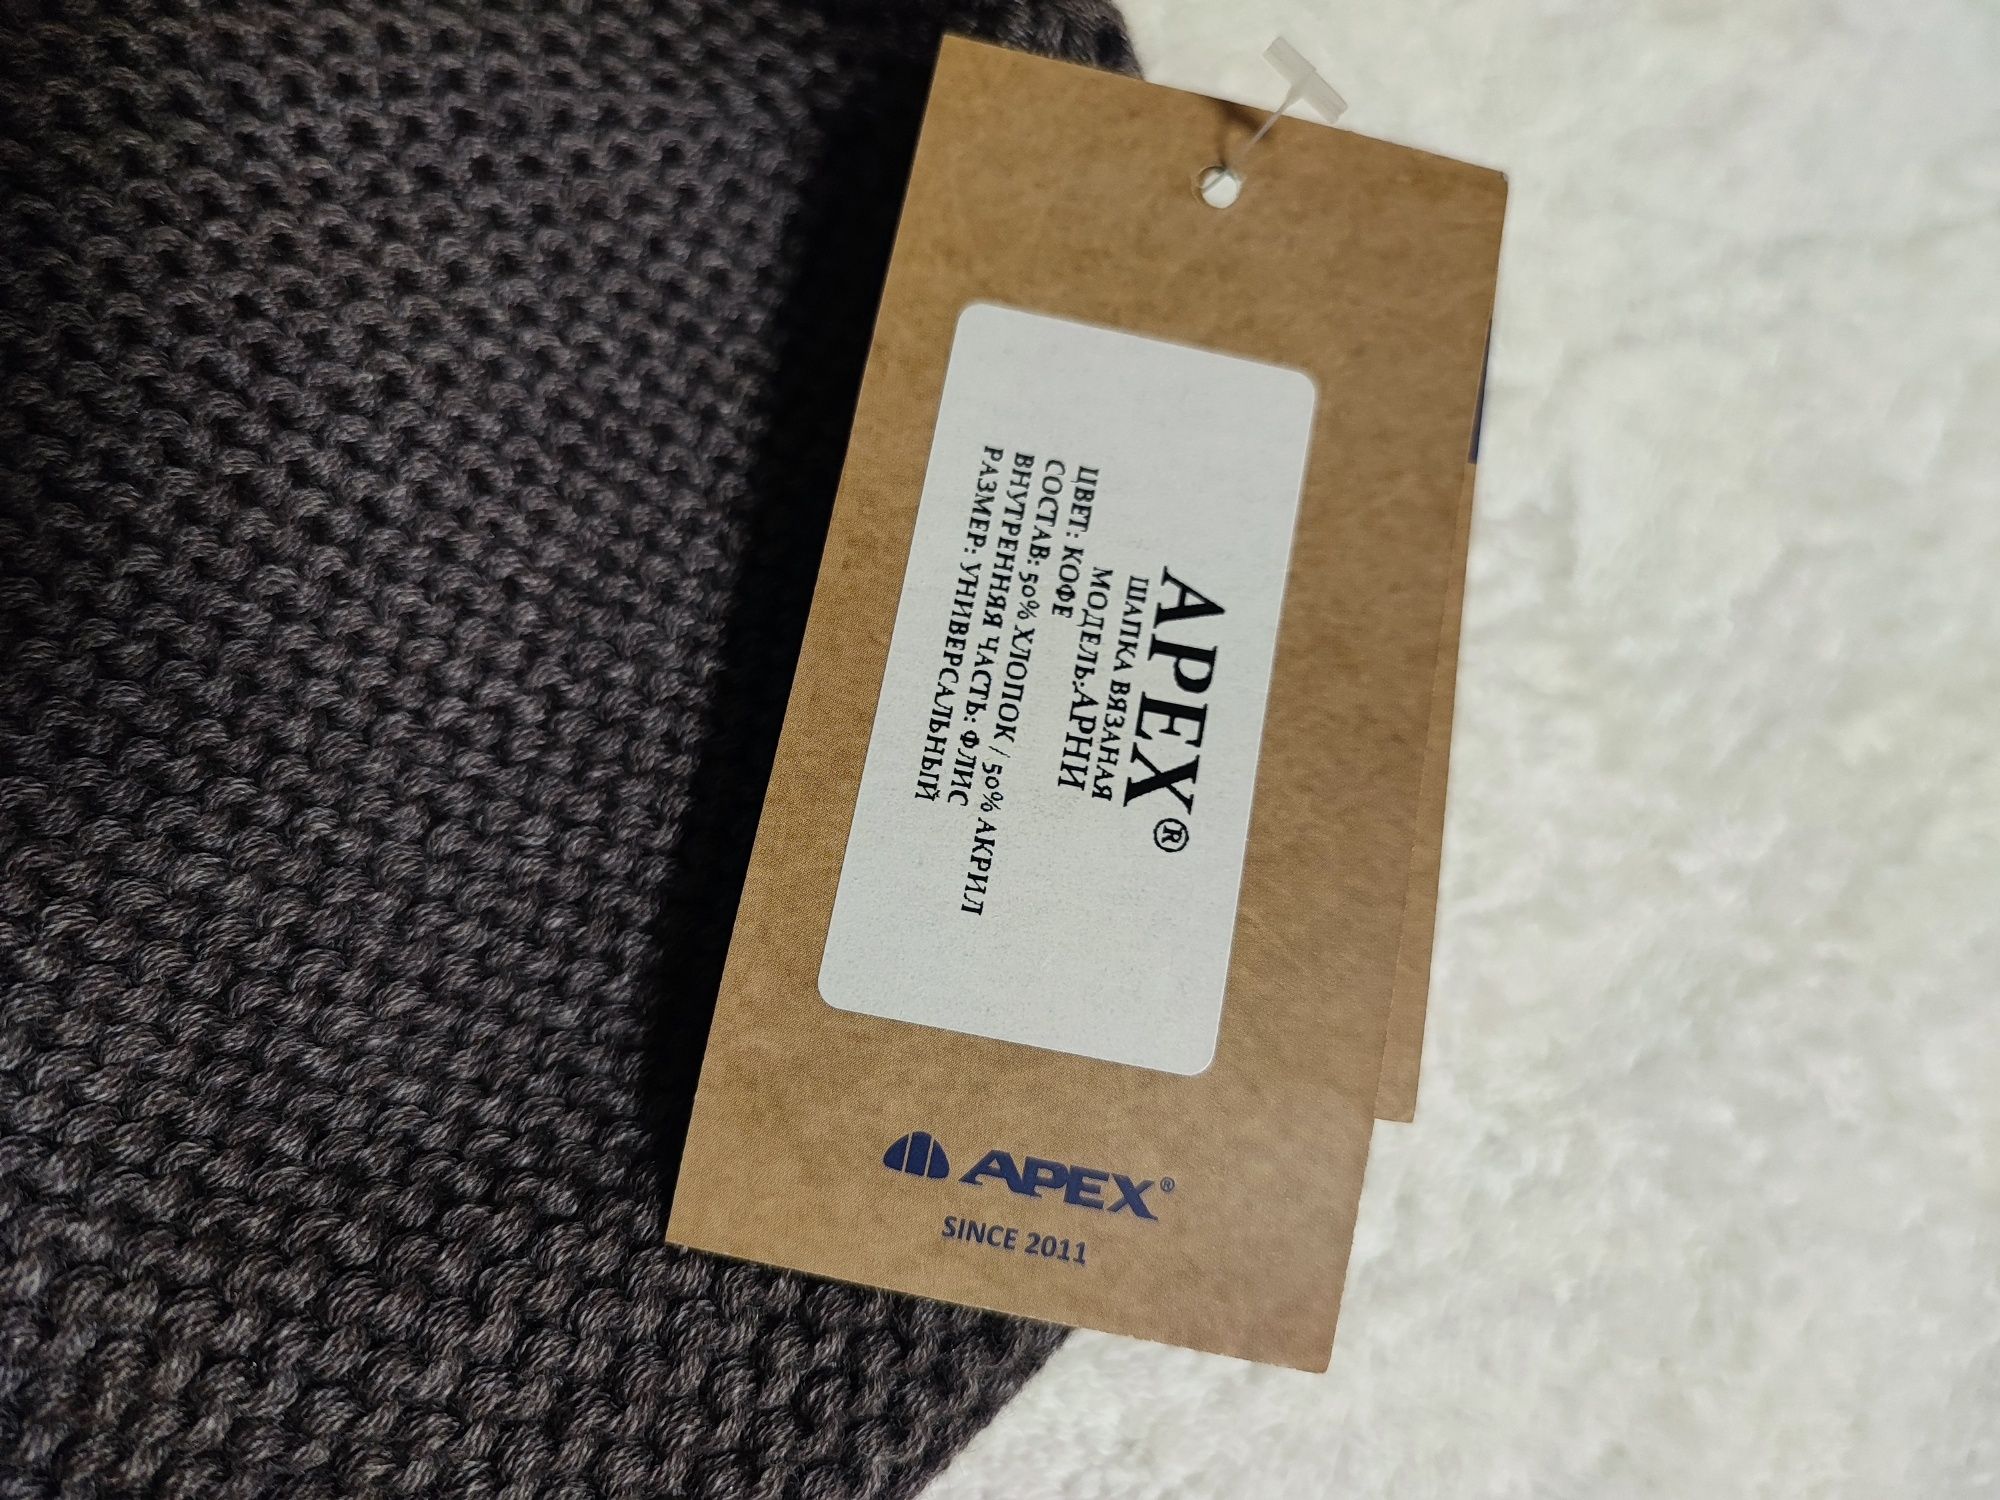 APEX®
ШАПКА ВЯЗАНАЯ
МОДЕЛЬ:АРНИ
ЦВЕТ: КОФЕ
СОСТАВ: 50% ХЛОПОК / 50% АКРИЛ
ВНУТРЕННЯЯ ЧАСТЬ: ФЛИС
РАЗМЕР: УНИВЕРСАЛЬНЫЙ
APEX®
SINCE 2011